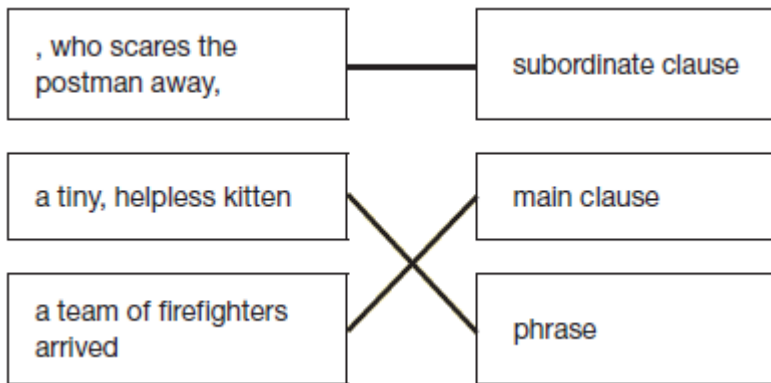 , who scares the
postman away,
subordinate clause
a tiny, helpless kitten
main clause
a team of firefighters
arrived
phrase